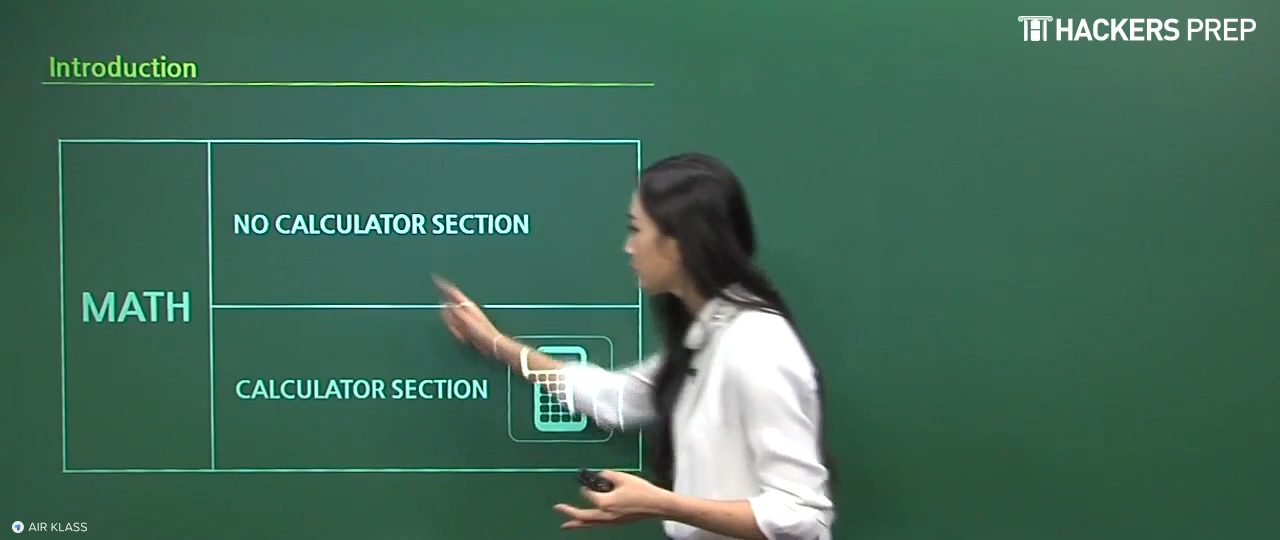 HACKERS PREP
Introduction
NO CALCULATOR SECTION
MATH
CALCULATOR SECTION
AIR KLASS